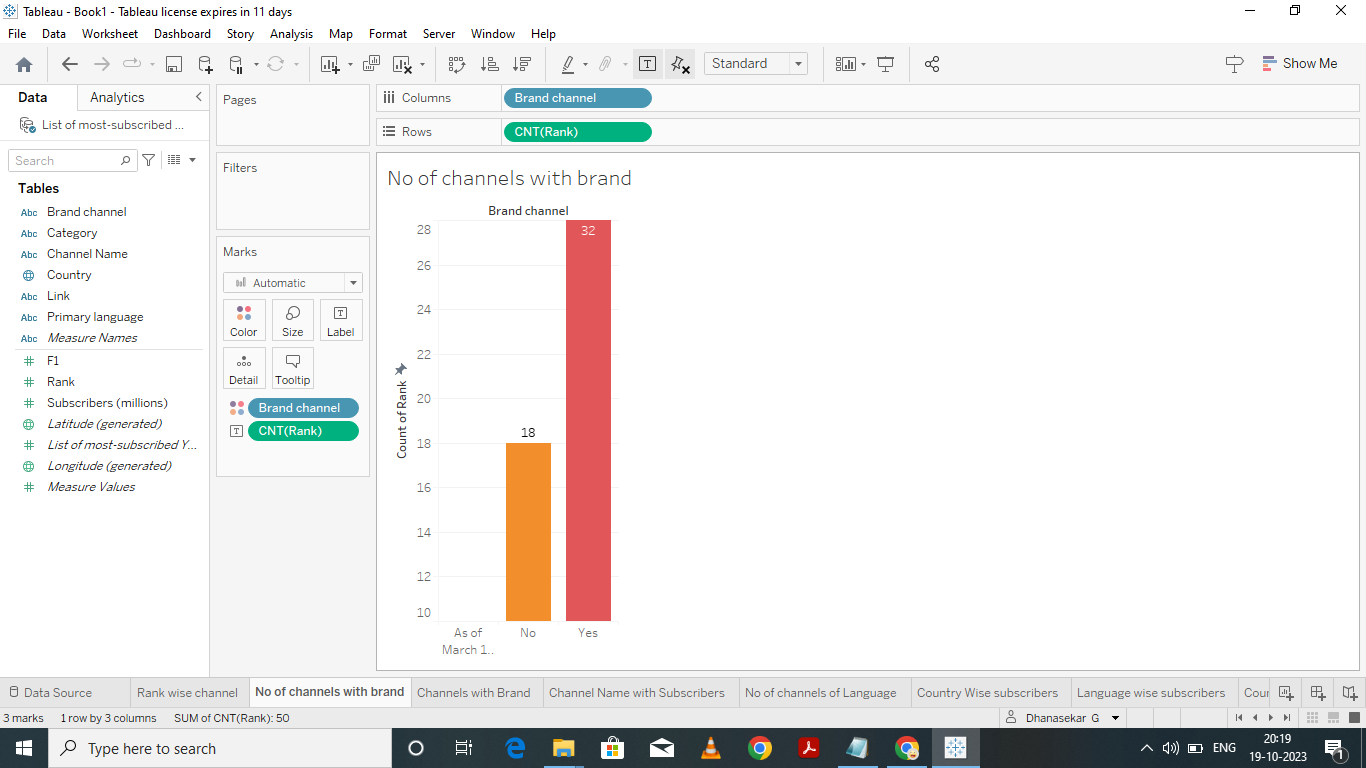 Tableau - Book1 - Tableau license expires in 11 days
File Data Worksheet Dashboard Story Analysis Map Format Server Window Help
Standard
Show Me
Data Analytics
List of most-subscribed ...
Search
Tables
Abc Brand channel
Abc Category
Abc Channel Name
Country
Abc Link
Abc Primary language
Abc Measure Names
F1
Rank
Subscribers (millions)
Latitude (generated)
List of most-subscribed Y...
Longitude (generated)
Measure Values
Pages
Filters
Marks
Automatic
Color Size Label
Detail Tooltip
Brand channel
CNT(Rank)
Columns Brand channel
Rows CNT(Rank)
No of channels with brand
Brand channel
Count of Rank
28
26
24
22
20
18
16
14
12
10
18
32
As of
March 1..
No
Yes
Data Source Rank wise channel No of channels with brand Channels with Brand Channel Name with Subscribers No of channels of Language Country Wise subscribers Language wise subscribers Cour
3 marks 1 row by 3 columns SUM of CNT(Rank): 50 Dhanasekar G
Type here to search
ENG
20:19
19-10-2023
1